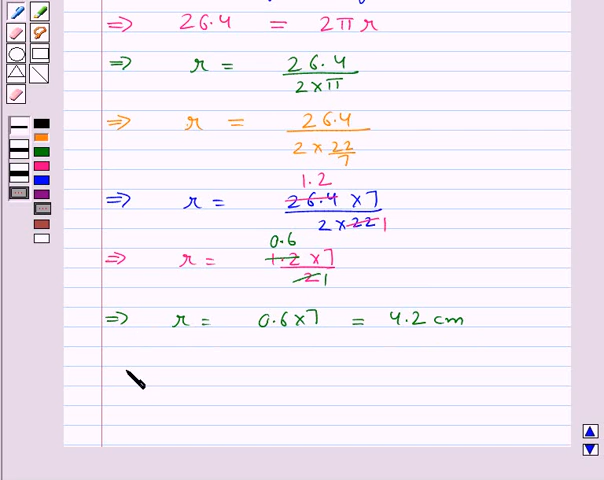 ⇒ 26.4 = 2πr
⇒ r = 26.4 / 2×π
⇒ r = 26.4 / 2 × 22/7
1.2
⇒ r = 26.4 × 7 / 2 × 22 1
0.6
⇒ r = 1.2 × 7 / 2 1
⇒ r = 0.6×7 = 4.2 cm